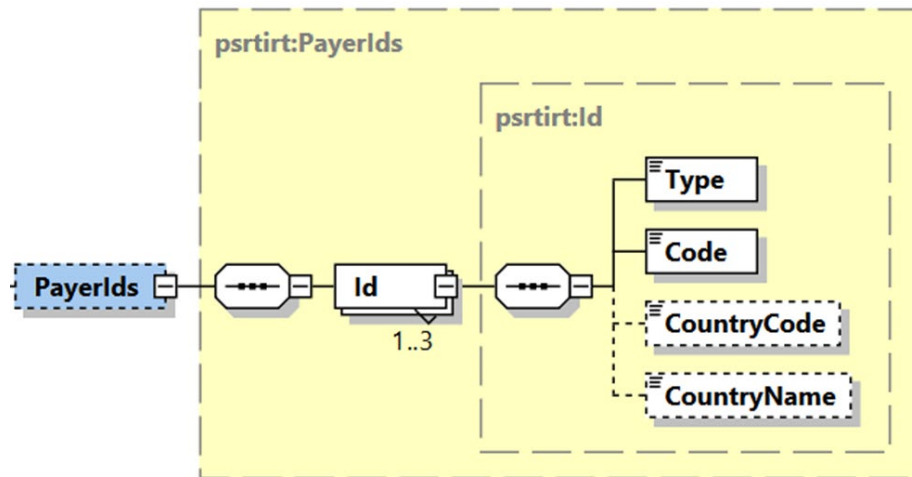 psrtirt:PayerIds
psrtirt:Id
Type
Code
PayerIds
Id
1..3
CountryCode
CountryName